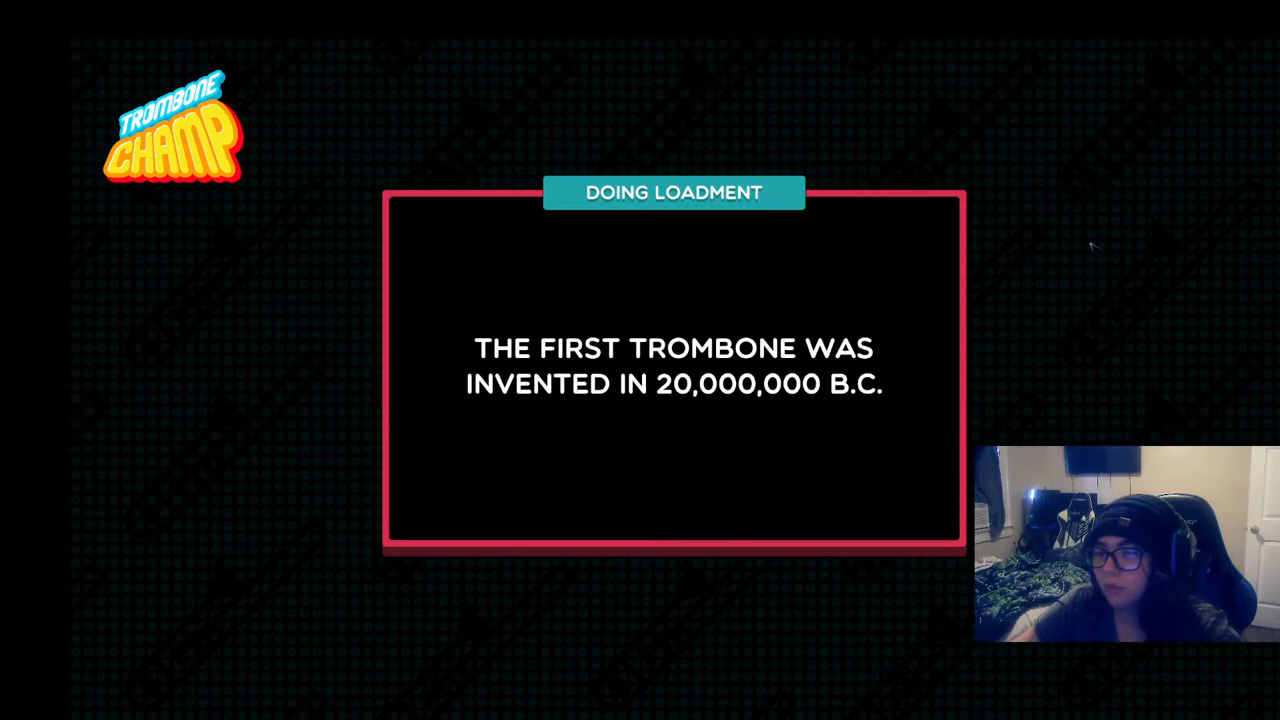 TROMBONE
CHAMP
DOING LOADMENT
THE FIRST TROMBONE WAS
INVENTED IN 20,000,000 B.C.